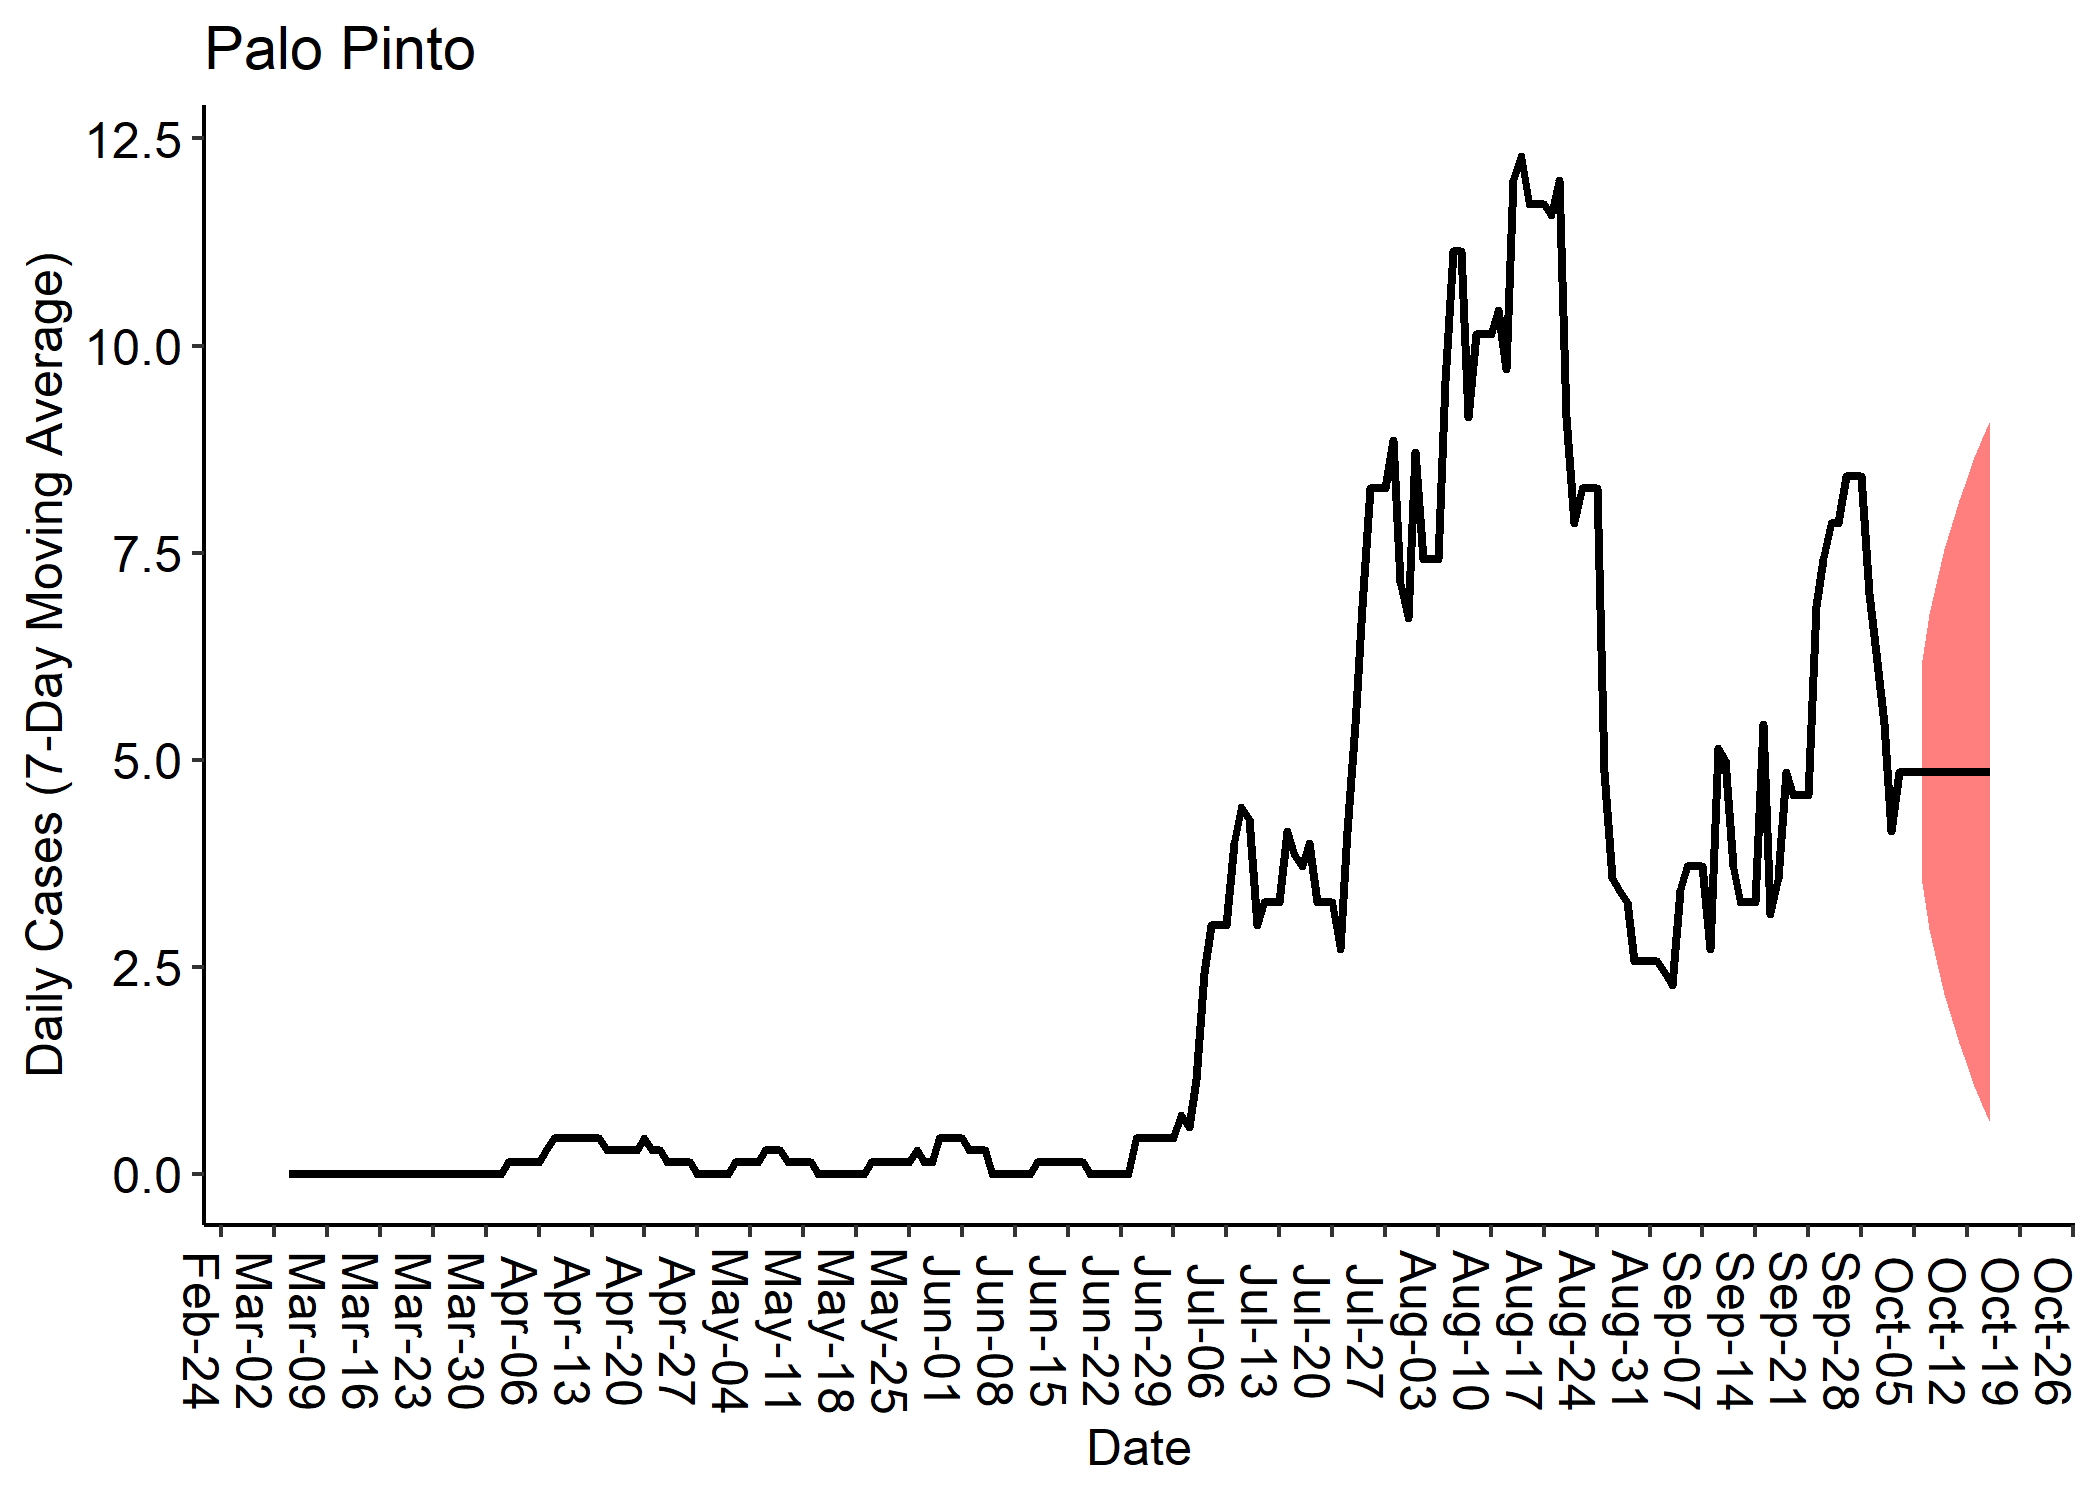 Palo Pinto
Daily Cases (7-Day Moving Average)
12.5
10.0
7.5
5.0
2.5
0.0
Feb-24
Mar-02
Mar-09
Mar-16
Mar-23
Mar-30
Apr-06
Apr-13
Apr-20
Apr-27
May-04
May-11
May-18
May-25
Jun-01
Jun-08
Jun-15
Jun-22
Jun-29
Jul-06
Jul-13
Jul-20
Jul-27
Aug-03
Aug-10
Aug-17
Aug-24
Aug-31
Sep-07
Sep-14
Sep-21
Sep-28
Oct-05
Oct-12
Oct-19
Oct-26
Date